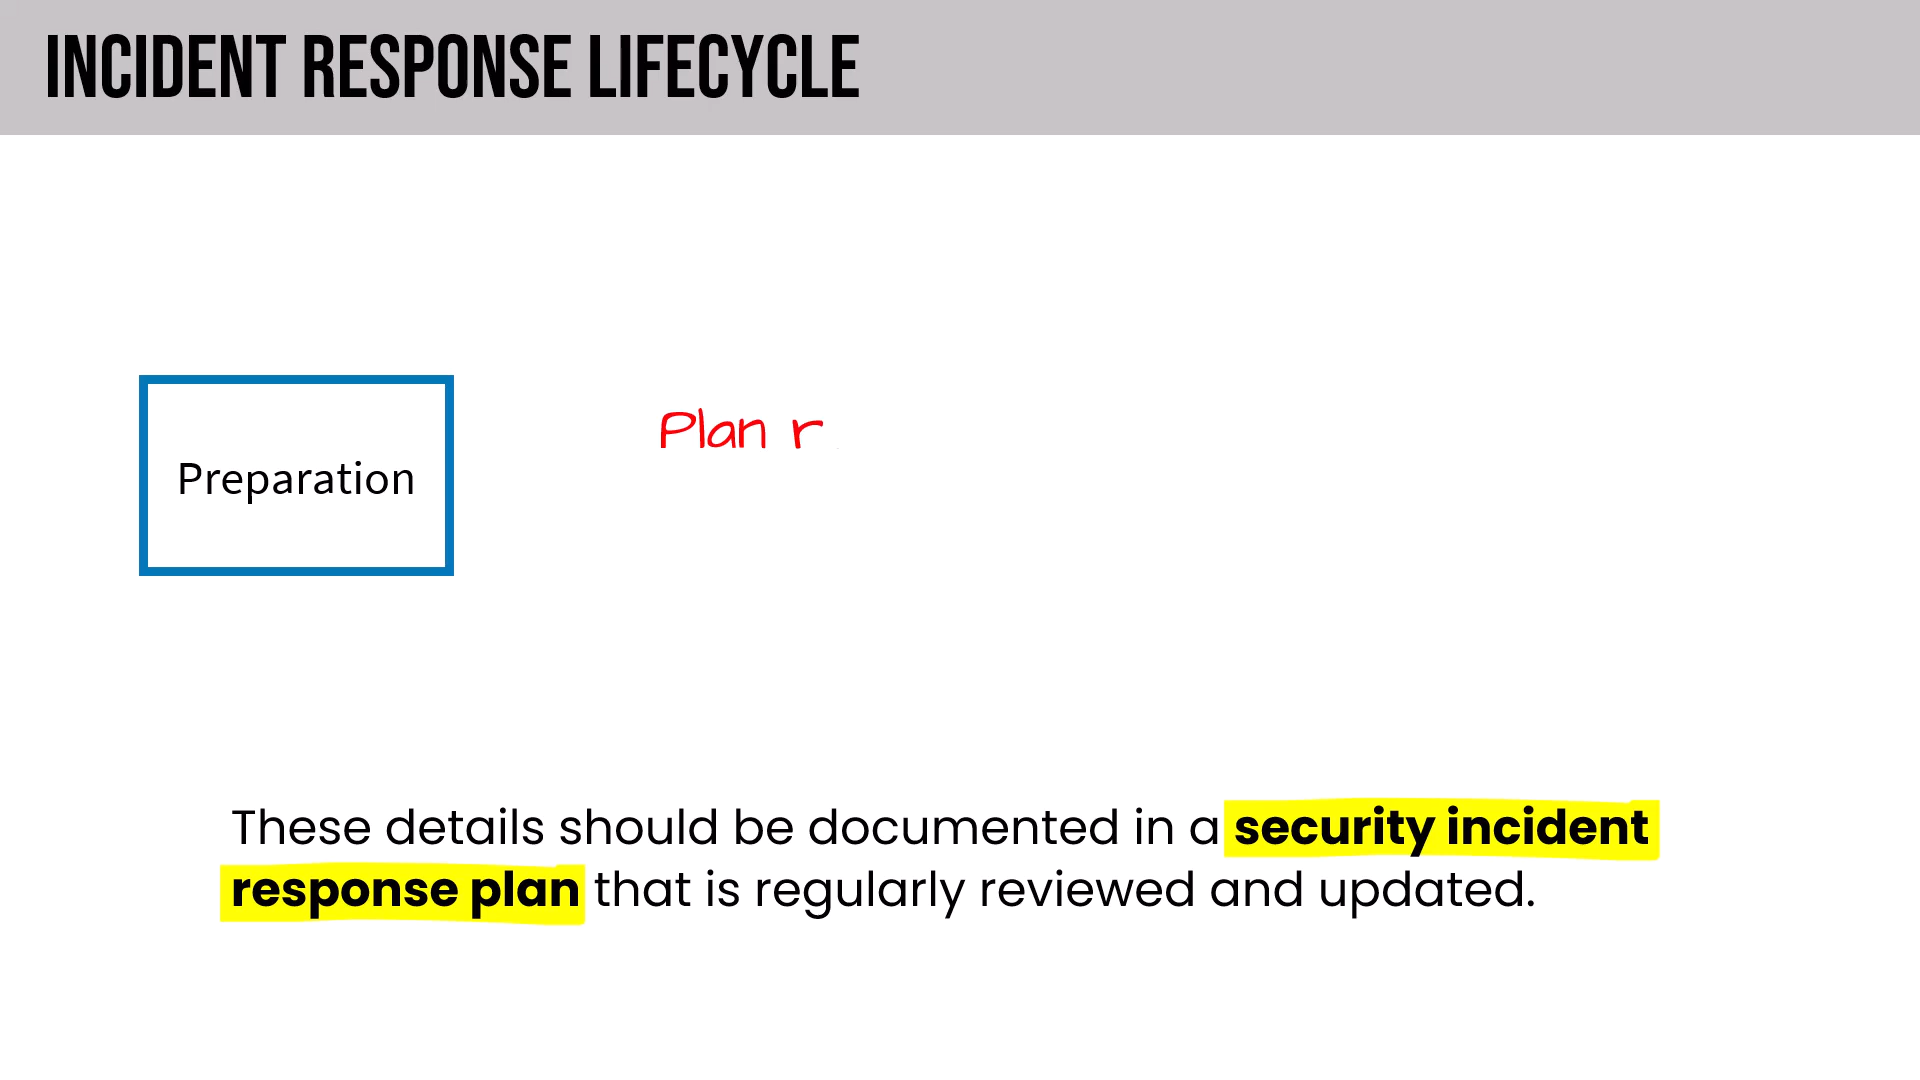 INCIDENT RESPONSE LIFECYCLE
Preparation
Plan r
These details should be documented in a security incident
response plan that is regularly reviewed and updated.